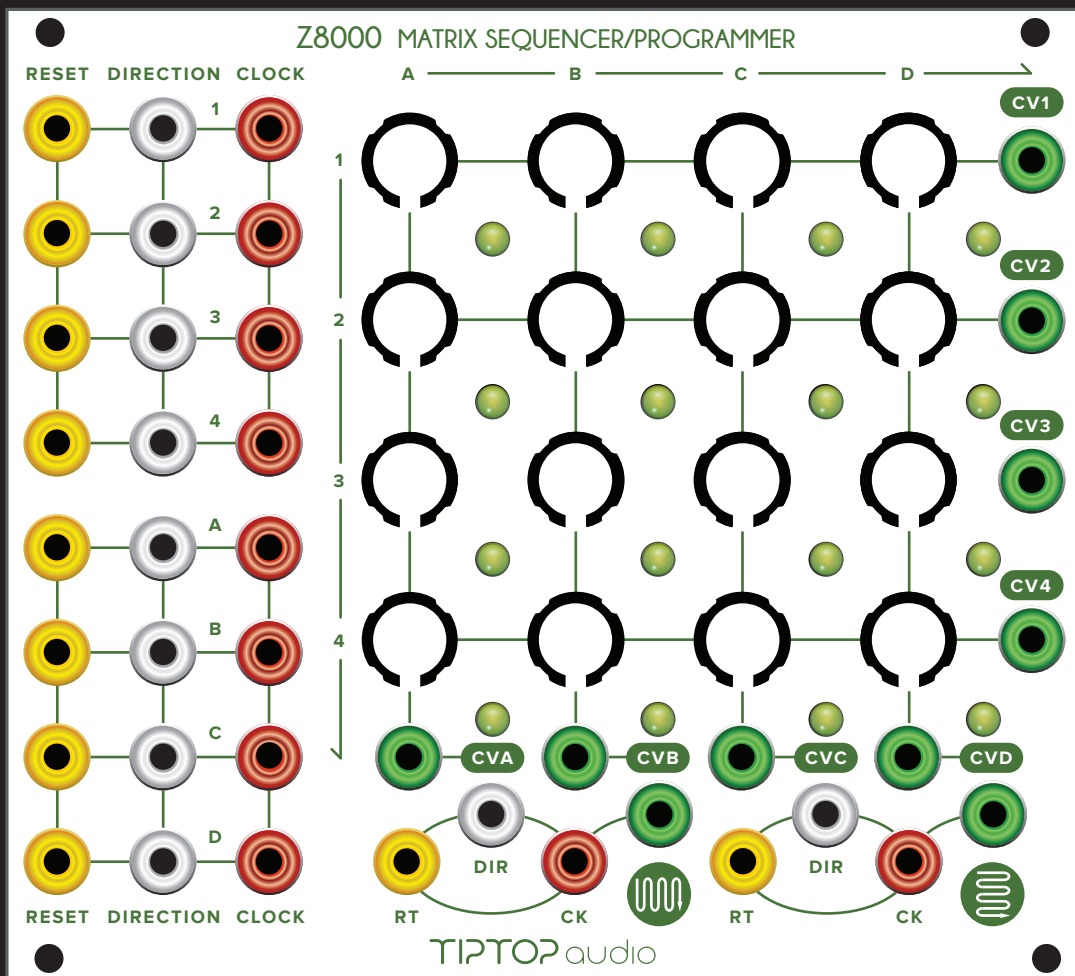 Z8000 MATRIX SEQUENCER/PROGRAMMER
RESET DIRECTION CLOCK
A B C D
CV1
1
1
2
CV2
2
3
CV3
4
3
A
CV4
B
4
C
CVA CVB CVC CVD
D
DIR DIR
RESET DIRECTION CLOCK
RT CK RT CK
TIPTOP audio